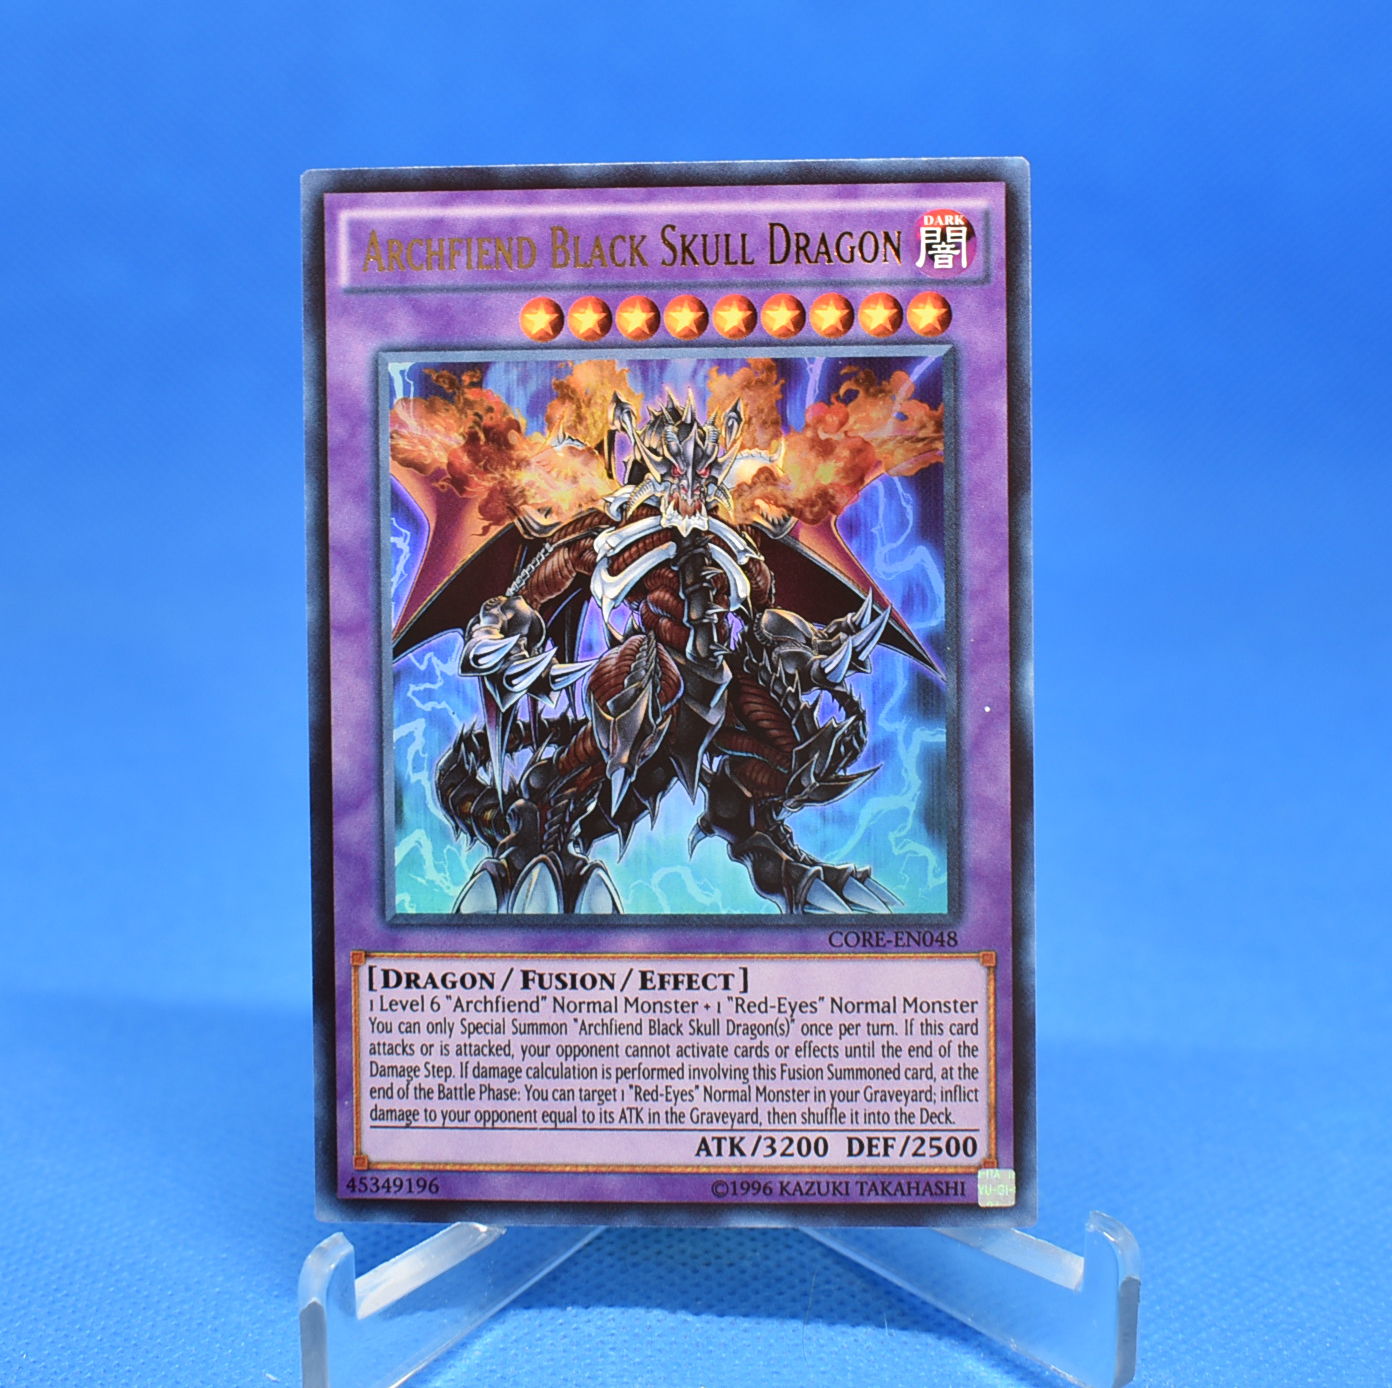 ARCHFIEND BLACK SKULL DRAGON
DARK
闇
CORE-EN048
[DRAGON / FUSION / EFFECT]
1 Level 6 "Archfiend" Normal Monster + 1 "Red-Eyes" Normal Monster
You can only Special Summon "Archfiend Black Skull Dragon(s)" once per turn. If this card
attacks or is attacked, your opponent cannot activate cards or effects until the end of the
Damage Step. If damage calculation is performed involving this Fusion Summoned card, at the
end of the Battle Phase: You can target 1 "Red-Eyes" Normal Monster in your Graveyard; inflict
damage to your opponent equal to its ATK in the Graveyard, then shuffle it into the Deck.
ATK/3200 DEF/2500
45349196
©1996 KAZUKI TAKAHASHI
YU-GI-